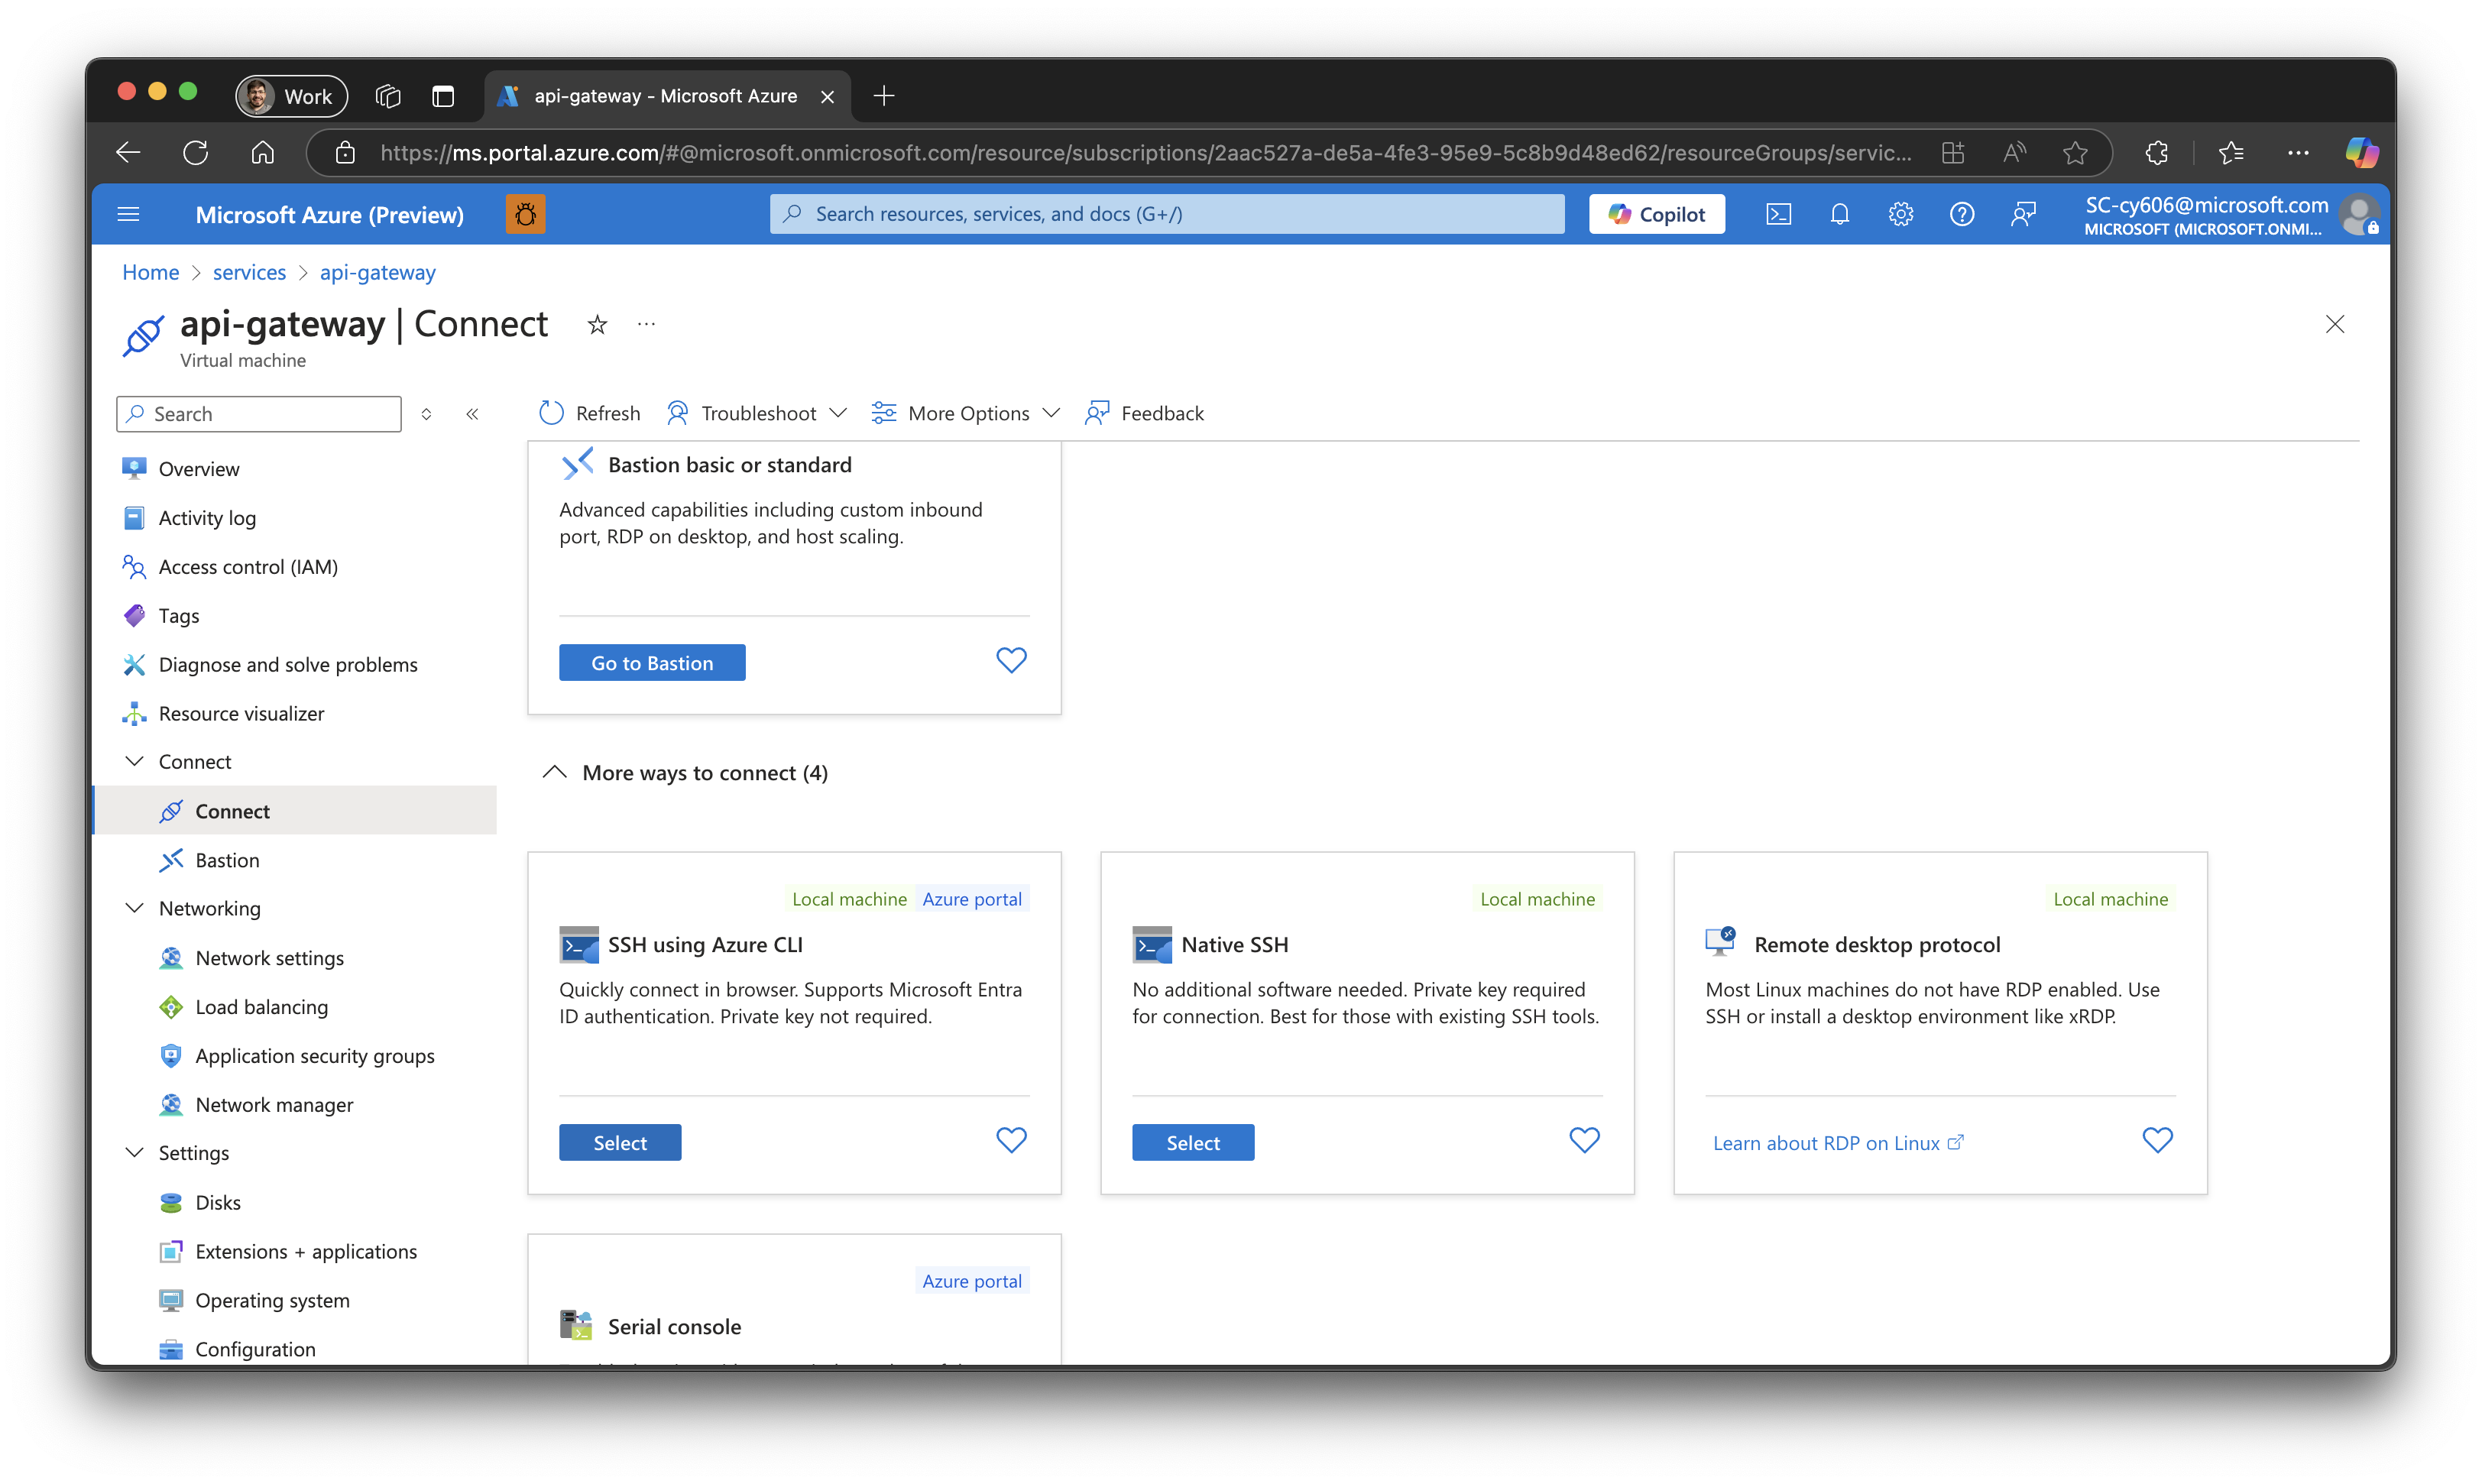 Work
api-gateway - Microsoft Azure
https://ms.portal.azure.com/#@microsoft.onmicrosoft.com/resource/subscriptions/2aac527a-de5a-4fe3-95e9-5c8b9d48ed62/resourceGroups/servic...
Microsoft Azure (Preview)
Search resources, services, and docs (G+/)
Copilot
SC-cy606@microsoft.com
MICROSOFT (MICROSOFT.ONMI...
Home > services > api-gateway
api-gateway | Connect
Virtual machine
Search
Refresh
Troubleshoot
More Options
Feedback
Overview
Activity log
Access control (IAM)
Tags
Diagnose and solve problems
Resource visualizer
Connect
Connect
Bastion
Networking
Network settings
Load balancing
Application security groups
Network manager
Settings
Disks
Extensions + applications
Operating system
Configuration
Bastion basic or standard
Advanced capabilities including custom inbound
port, RDP on desktop, and host scaling.
Go to Bastion
More ways to connect (4)
Local machine
Azure portal
SSH using Azure CLI
Quickly connect in browser. Supports Microsoft Entra
ID authentication. Private key not required.
Select
Local machine
Native SSH
No additional software needed. Private key required
for connection. Best for those with existing SSH tools.
Select
Local machine
Remote desktop protocol
Most Linux machines do not have RDP enabled. Use
SSH or install a desktop environment like xRDP.
Learn about RDP on Linux
Azure portal
Serial console